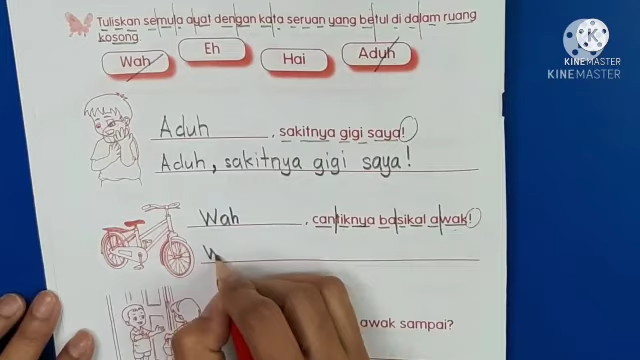 Tuliskan semula ayat dengan kata seruan yang betul di dalam ruang
kosong.
Wah Eh Hai Aduh
KINEMASTER
KINEMASTER
Aduh, sakitnya gigi saya!
Aduh, sakitnya gigi saya!
Wah, cantiknya basikal awak!
W
awak sampai?